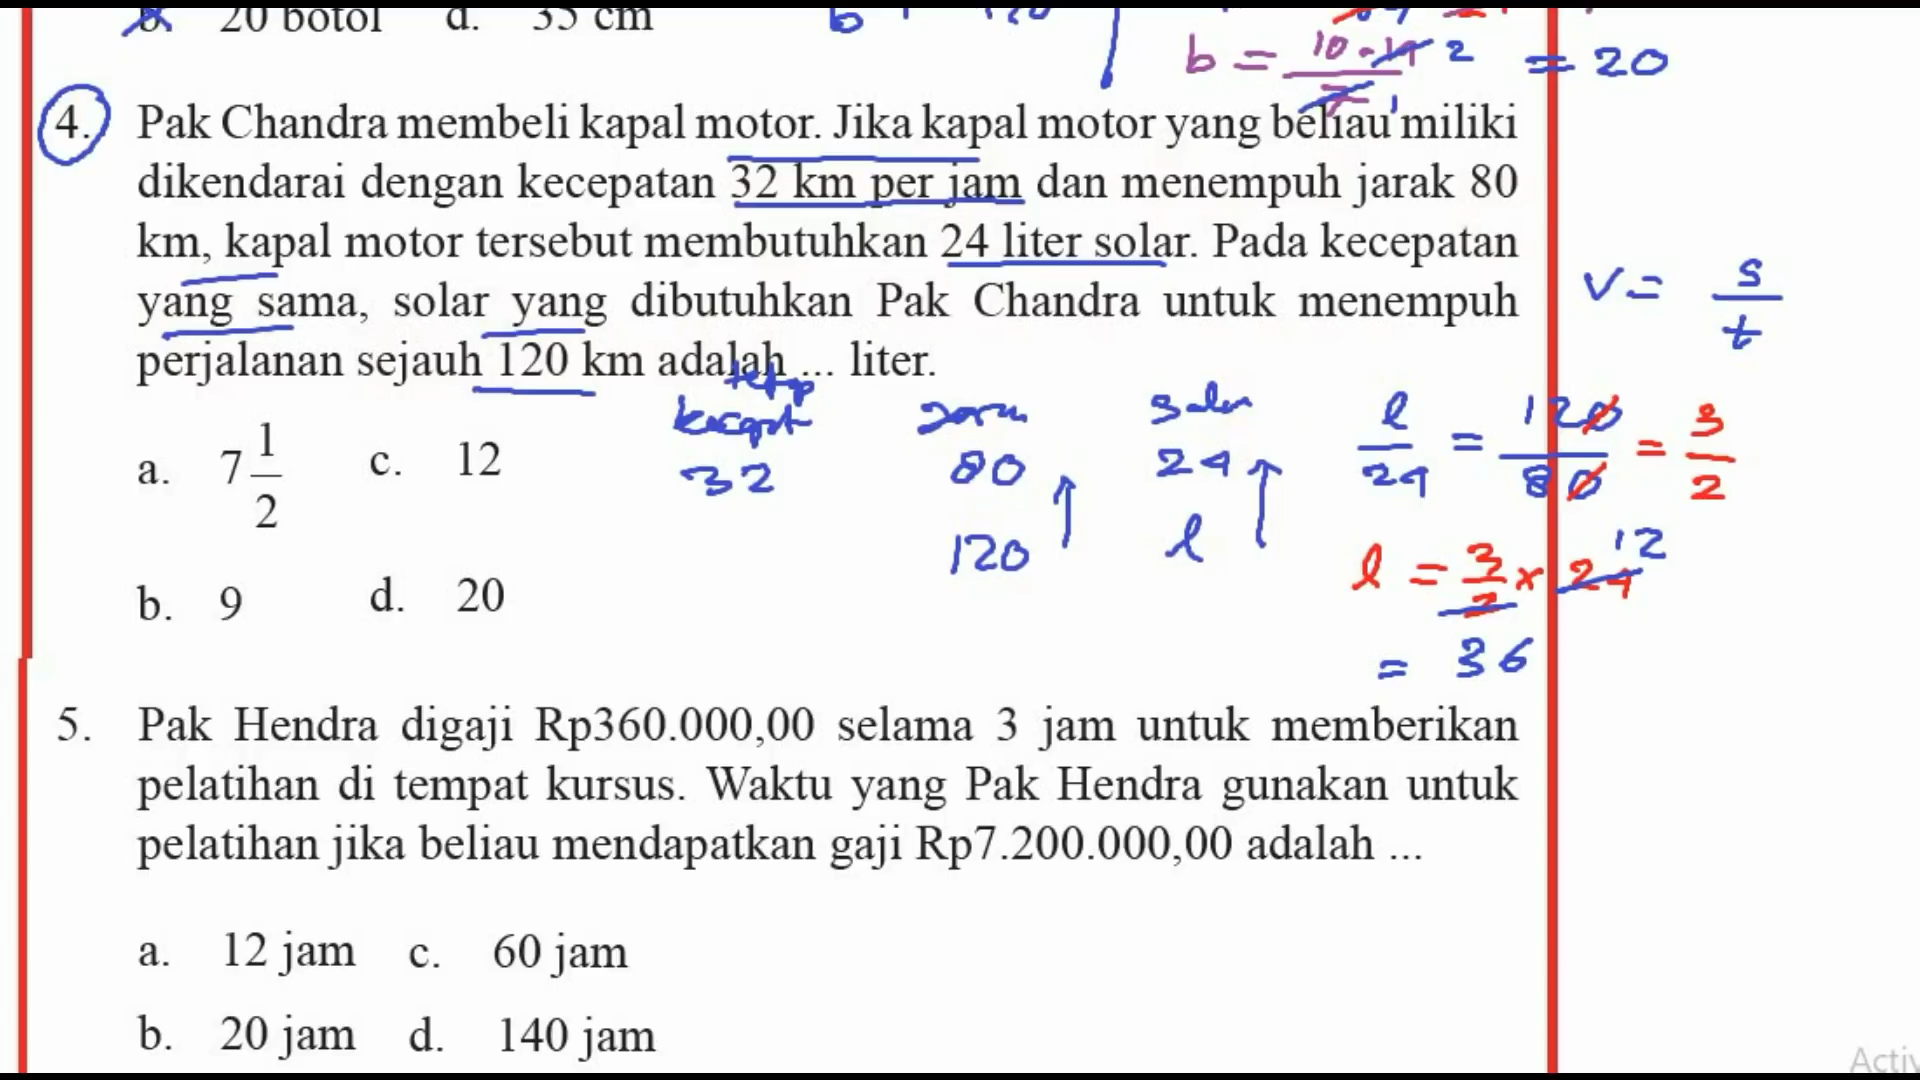 b. 20 botol d. 35 cm
b = 10 · 14 2 = 20
7 1
4. Pak Chandra membeli kapal motor. Jika kapal motor yang beliau miliki
dikendarai dengan kecepatan 32 km per jam dan menempuh jarak 80
km, kapal motor tersebut membutuhkan 24 liter solar. Pada kecepatan
yang sama, solar yang dibutuhkan Pak Chandra untuk menempuh
perjalanan sejauh 120 km adalah ... liter.
v = s
t
tetap
solar
32 80 24
120 l
l = 120 = 3
24 80 2
l = 3 x 24 12
2
= 36
a. 7 1/2 c. 12
b. 9 d. 20
5. Pak Hendra digaji Rp360.000,00 selama 3 jam untuk memberikan
pelatihan di tempat kursus. Waktu yang Pak Hendra gunakan untuk
pelatihan jika beliau mendapatkan gaji Rp7.200.000,00 adalah ...
a. 12 jam c. 60 jam
b. 20 jam d. 140 jam
Activ